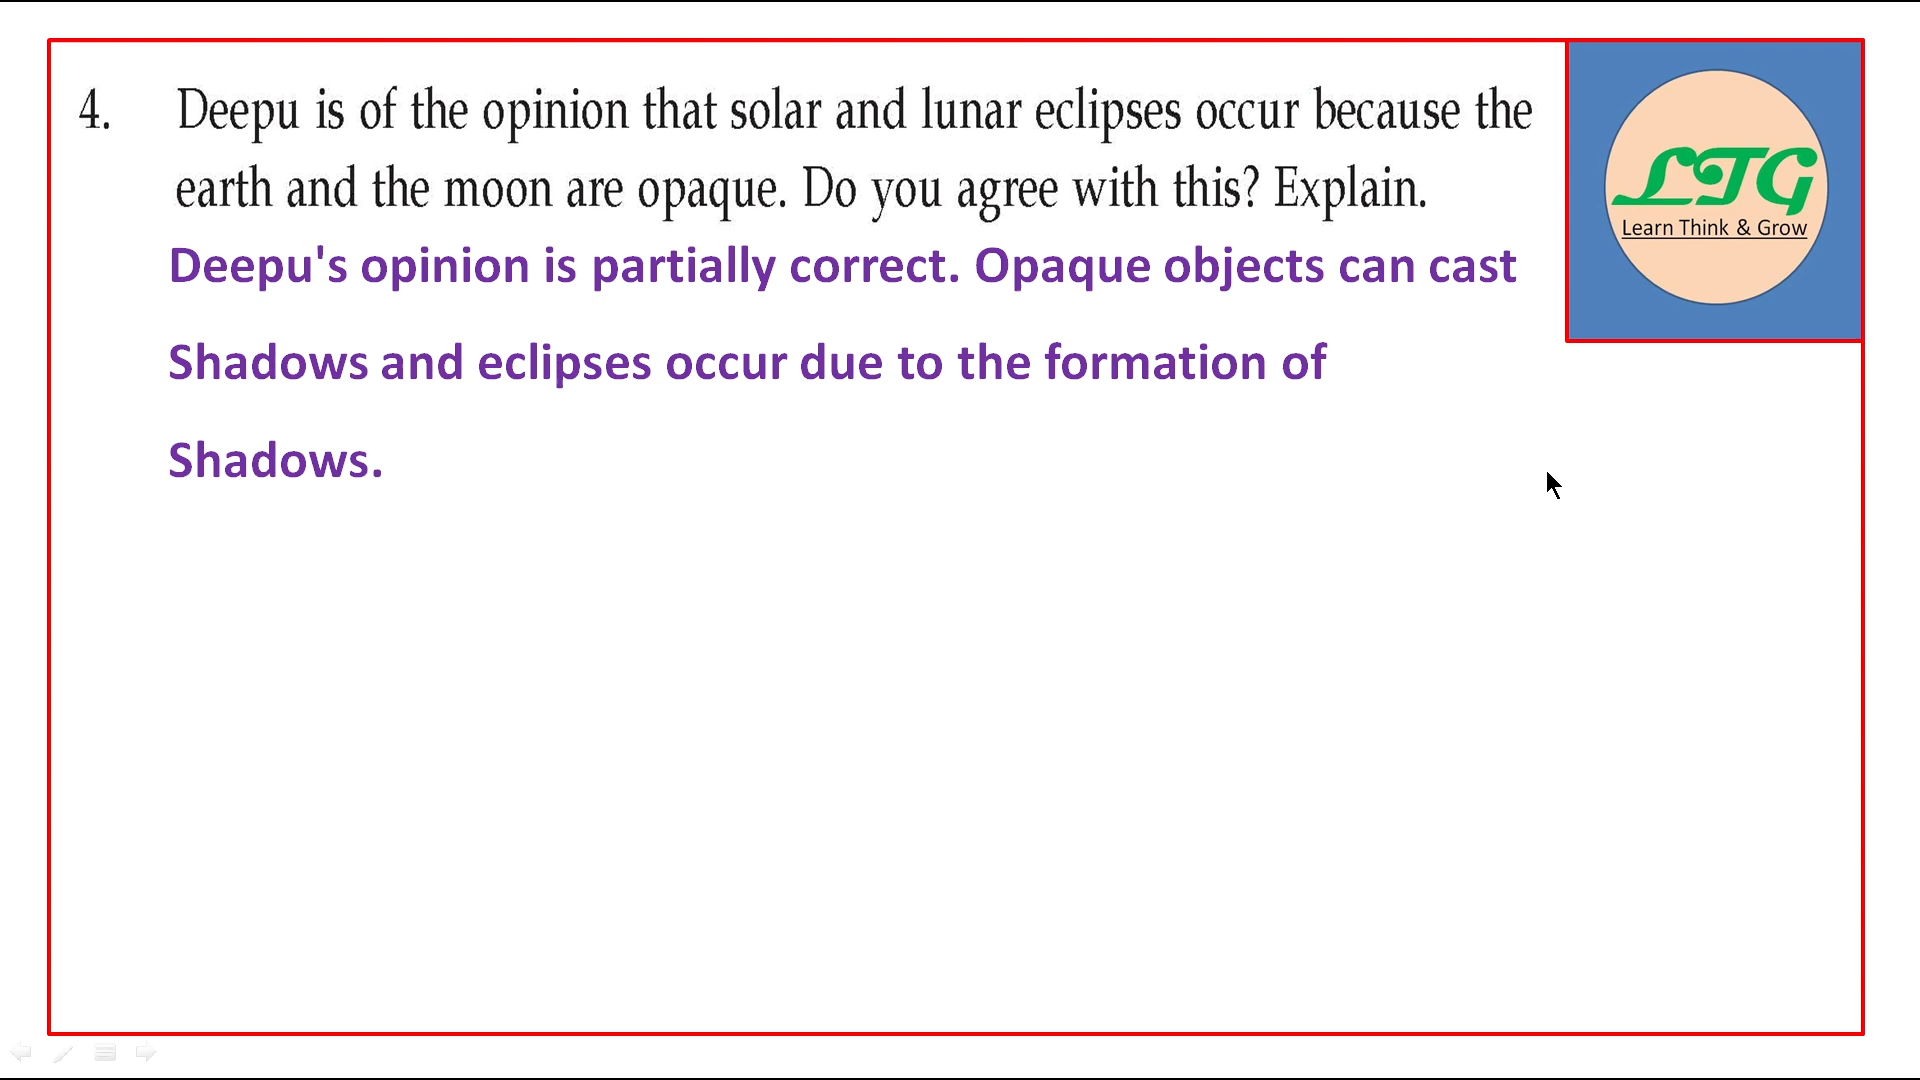 4. Deepu is of the opinion that solar and lunar eclipses occur because the
earth and the moon are opaque. Do you agree with this? Explain.
Deepu's opinion is partially correct. Opaque objects can cast
Shadows and eclipses occur due to the formation of
Shadows.
LTG
Learn Think & Grow